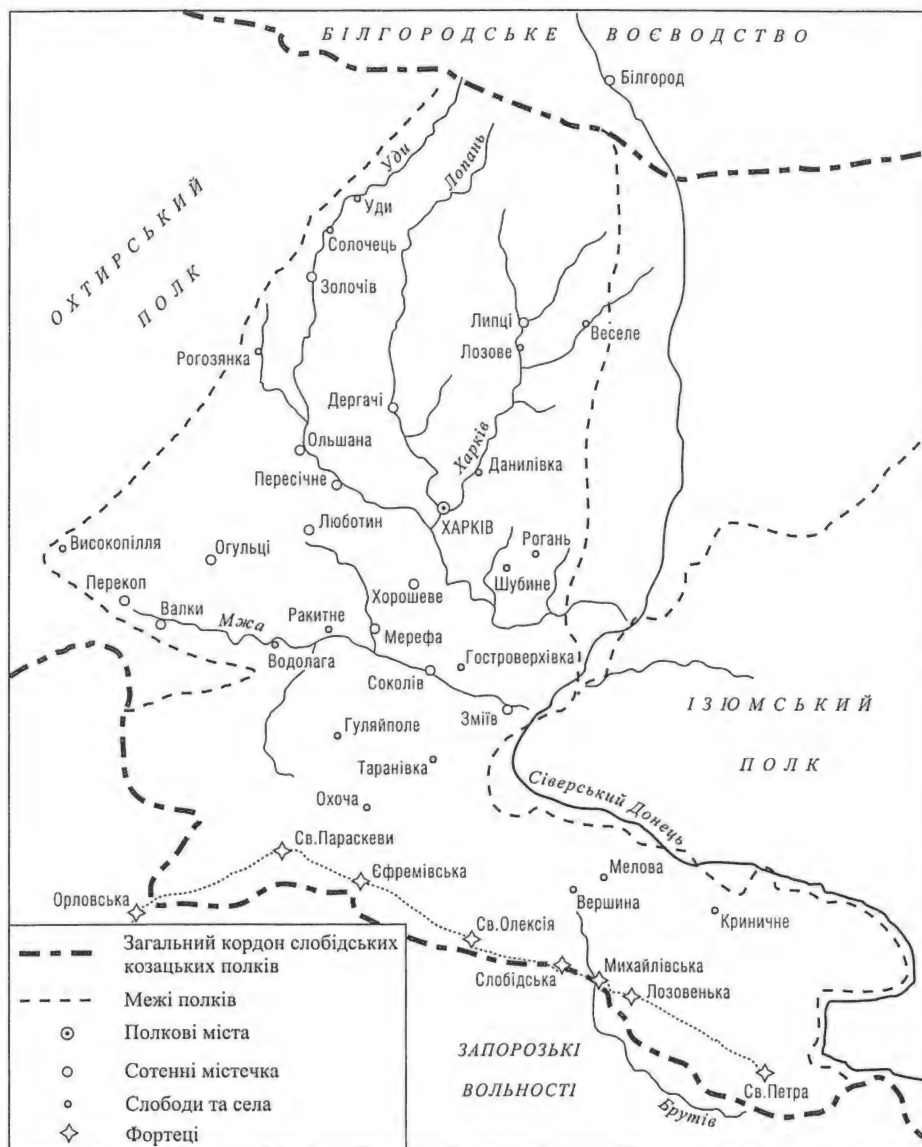 БІЛГОРОДСЬКЕ ВОЄВОДСТВО
Білгород
Уди
Лопань
ОХТИРСЬКИЙ
ПОЛК
Уди
Солочець
Золочів
Липці
Веселе
Лозове
Рогозянка
Дергачі
Ольшана
Харків
Данилівка
Пересічне
ХАРКІВ
Люботин
Рогань
Високопілля
Огульці
Шубине
Хорошеве
Перекоп
Валки
Мжа
Ракитне
Мерефа
Водолага
Гостроверхівка
Соколів
Зміїв
ІЗЮМСЬКИЙ
ПОЛК
Гуляйполе
Таранівка
Сіверський Донець
Охоча
Св.Параскеви
Єфремівська
Мелова
Орловська
Вершина
Криничне
Св.Олексія
Слобідська
Михайлівська
Лозовенька
ЗАПОРОЗЬКІ
ВОЛЬНОСТІ
Св.Петра
Брутів
Загальний кордон слобідських
козацьких полків
Межі полків
Полкові міста
Сотенні містечка
Слободи та села
Фортеці